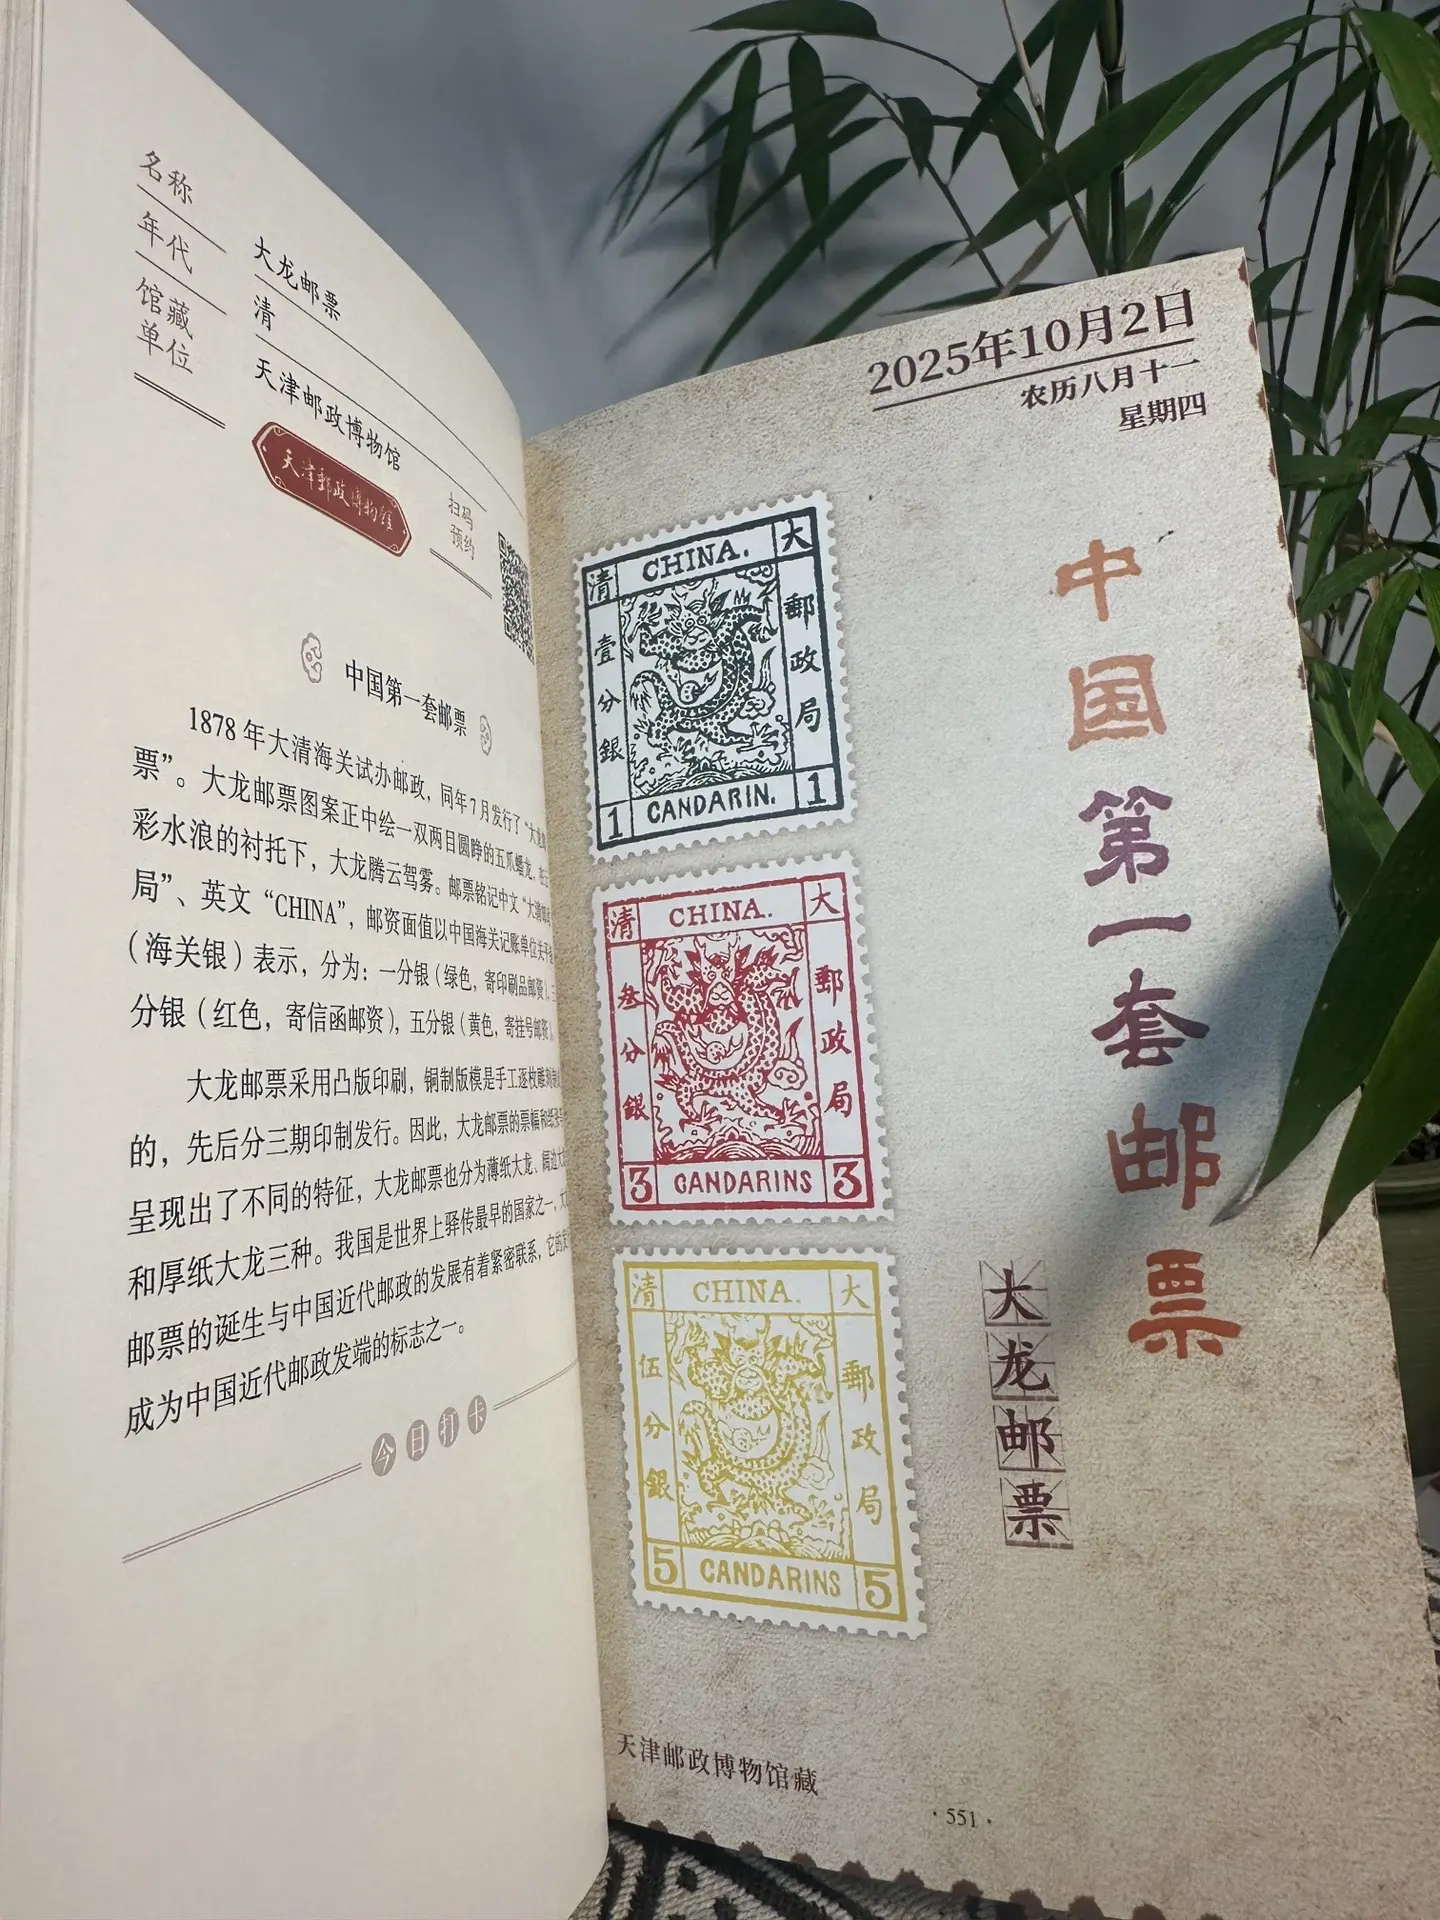 名称
大龙邮票
年代
清
馆藏
单位
天津邮政博物馆
天津郵政博物馆
扫码
预约
中国第一套邮票
1878 年大清海关试办邮政，同年7月发行了“大龙
票”。大龙邮票图案正中绘一双两目圆睁的五爪蟠龙，在
彩水浪的衬托下，大龙腾云驾雾。邮票铭记中文“大清邮政
局”、英文“CHINA”，邮资面值以中国海关记账单位关平
（海关银）表示，分为：一分银（绿色，寄印刷品邮资），三
分银（红色，寄信函邮资），五分银（黄色，寄挂号邮资）
大龙邮票采用凸版印刷，铜制版模是手工逐枚雕刻
的，先后分三期印制发行。因此，大龙邮票的票幅和纸
呈现出了不同的特征，大龙邮票也分为薄纸大龙、阔边大
和厚纸大龙三种。我国是世界上驿传最早的国家之一，大
邮票的诞生与中国近代邮政的发展有着紧密联系，它的
成为中国近代邮政发端的标志之一。
今日打卡
2025年10月2日
农历八月十一
星期四
中国第一套邮票
大龙邮票
清
CHINA.
大
壹分銀
郵政局
1
CANDARIN.
1
清
CHINA.
大
叁分銀
郵政局
3
CANDARINS
3
清
CHINA.
大
伍分銀
郵政局
5
CANDARINS
5
天津邮政博物馆藏
·551·